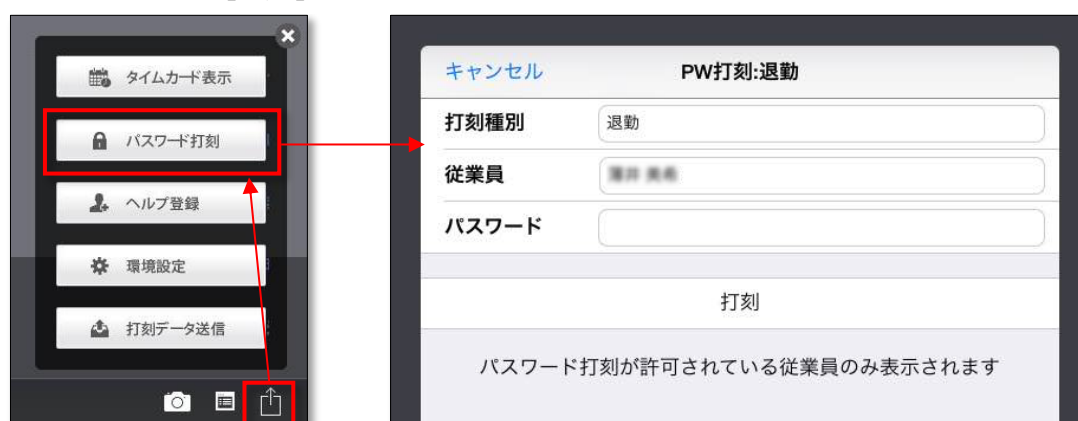 タイムカード表示
パスワード打刻
ヘルプ登録
環境設定
打刻データ送信
キャンセル PW打刻:退勤
打刻種別 退勤
従業員
パスワード
打刻
パスワード打刻が許可されている従業員のみ表示されます